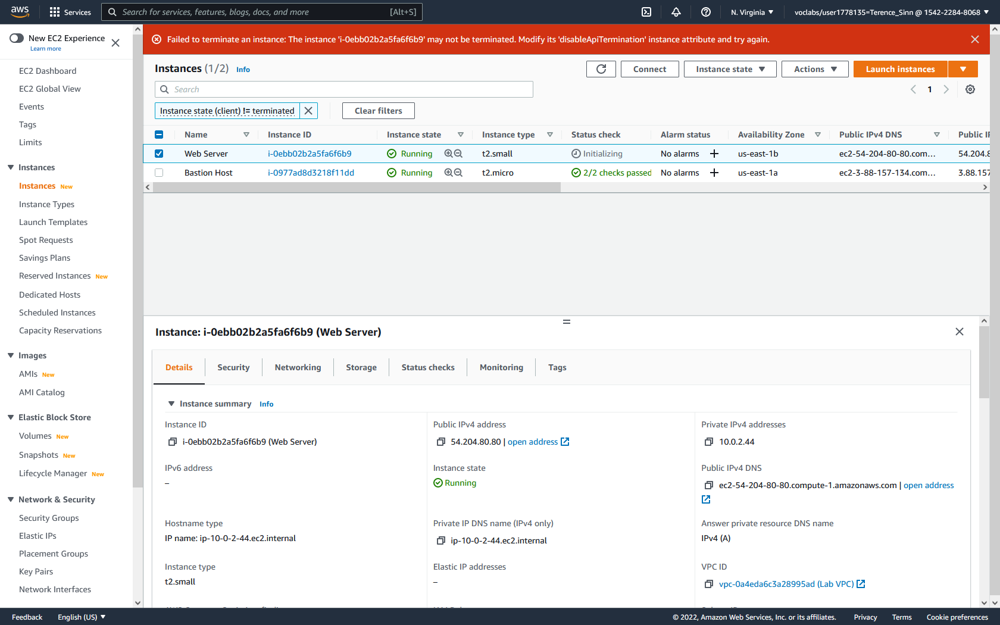 aws
Services
Search for services, features, blogs, docs, and more
[Alt+S]
N. Virginia
voclabs/user1778135=Terence_Sinn @ 1542-2284-8068
New EC2 Experience
Learn more
EC2 Dashboard
EC2 Global View
Events
Tags
Limits
Instances
Instances New
Instance Types
Launch Templates
Spot Requests
Savings Plans
Reserved Instances New
Dedicated Hosts
Scheduled Instances
Capacity Reservations
Images
AMIs New
AMI Catalog
Elastic Block Store
Volumes New
Snapshots New
Lifecycle Manager New
Network & Security
Security Groups
Elastic IPs
Placement Groups
Key Pairs
Network Interfaces
Failed to terminate an instance: The instance 'i-0ebb02b2a5fa6f6b9' may not be terminated. Modify its 'disableApiTermination' instance attribute and try again.
Instances (1/2) Info
Connect
Instance state
Actions
Launch instances
Search
1
Instance state (client) != terminated
Clear filters
Name Instance ID Instance state Instance type Status check Alarm status Availability Zone Public IPv4 DNS Public IP
Web Server i-0ebb02b2a5fa6f6b9 Running t2.small Initializing No alarms us-east-1b ec2-54-204-80-80.com... 54.204.8
Bastion Host i-0977ad8d3218f11dd Running t2.micro 2/2 checks passed No alarms us-east-1a ec2-3-88-157-134.com... 3.88.157
Instance: i-0ebb02b2a5fa6f6b9 (Web Server)
Details Security Networking Storage Status checks Monitoring Tags
Instance summary Info
Instance ID
i-0ebb02b2a5fa6f6b9 (Web Server)
Public IPv4 address
54.204.80.80 | open address
Private IPv4 addresses
10.0.2.44
IPv6 address
–
Instance state
Running
Public IPv4 DNS
ec2-54-204-80-80.compute-1.amazonaws.com | open address
Hostname type
IP name: ip-10-0-2-44.ec2.internal
Private IP DNS name (IPv4 only)
ip-10-0-2-44.ec2.internal
Answer private resource DNS name
IPv4 (A)
Instance type
t2.small
Elastic IP addresses
–
VPC ID
vpc-0a4eda6c3a28995ad (Lab VPC)
Feedback
English (US)
© 2022, Amazon Web Services, Inc. or its affiliates.
Privacy
Terms
Cookie preferences